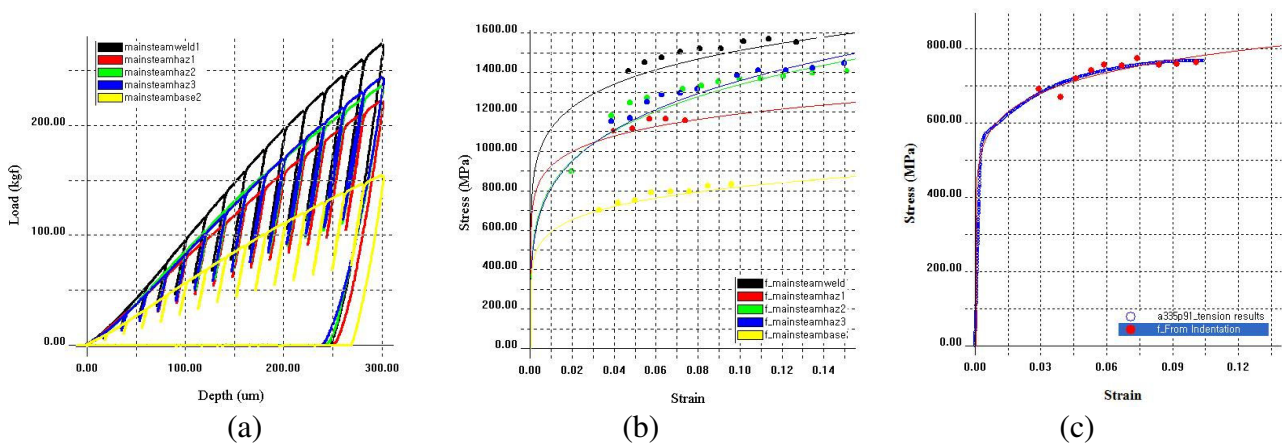 mainsteamweld1
mainsteamhaz1
mainsteamhaz2
mainsteamhaz3
mainsteambase2
200.00
100.00
0.00
Load (kgf)
0.00
100.00
200.00
300.00
Depth (um)
(a)
1600.00
1400.00
1200.00
1000.00
800.00
600.00
400.00
200.00
0.00
Stress (MPa)
f_mainsteamweld
f_mainsteamhaz1
f_mainsteamhaz2
f_mainsteamhaz3
f_mainsteambase
0.00
0.02
0.04
0.06
0.08
0.10
0.12
0.14
Strain
(b)
800.00
600.00
400.00
200.00
0.00
Stress (MPa)
a335p91_tension results
f_From Indentation
0.00
0.03
0.06
0.09
0.12
Strain
(c)